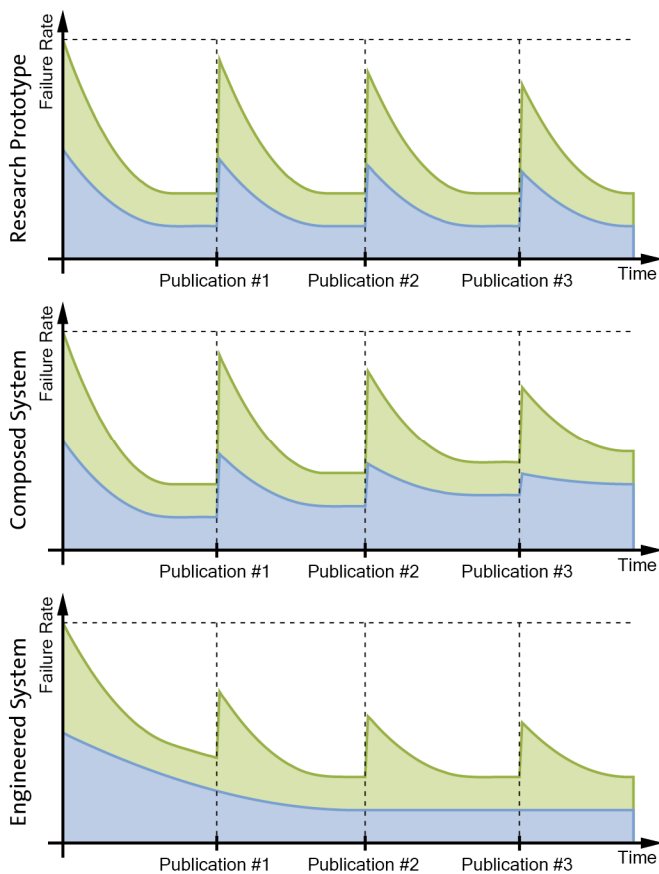 Research Prototype
Failure Rate
Publication #1
Publication #2
Publication #3
Time
Composed System
Failure Rate
Publication #1
Publication #2
Publication #3
Time
Engineered System
Failure Rate
Publication #1
Publication #2
Publication #3
Time